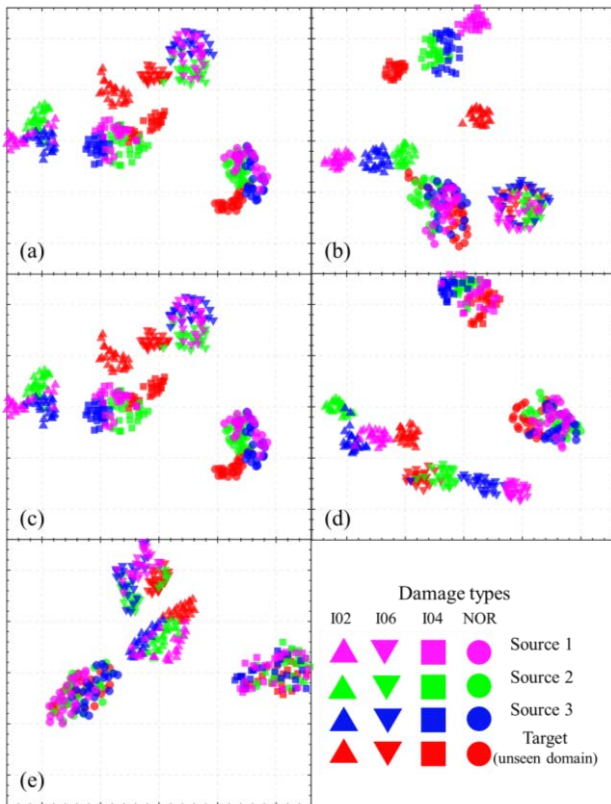 (a)
(b)
(c)
(d)
(e)
Damage types
I02 I06 I04 NOR
Source 1
Source 2
Source 3
Target
(unseen domain)